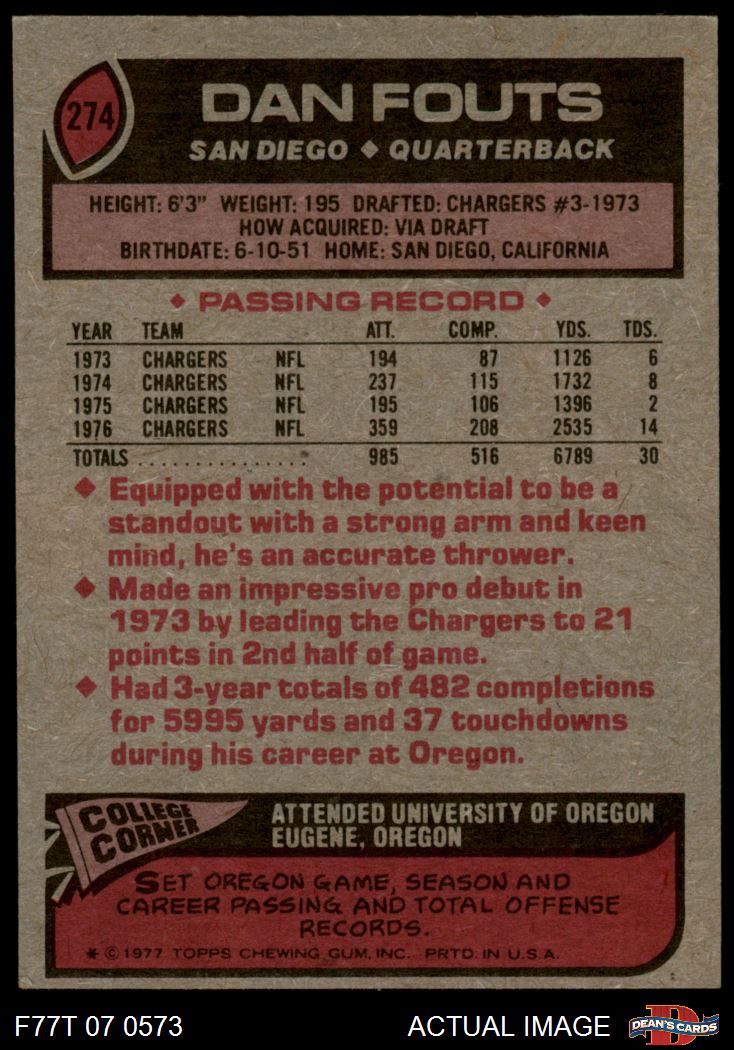 274
DAN FOUTS
SAN DIEGO ◆ QUARTERBACK
HEIGHT: 6'3" WEIGHT: 195 DRAFTED: CHARGERS #3-1973
HOW ACQUIRED: VIA DRAFT
BIRTHDATE: 6-10-51 HOME: SAN DIEGO, CALIFORNIA
◆ PASSING RECORD ◆
YEAR TEAM ATT. COMP. YDS. TDS.
1973 CHARGERS NFL 194 87 1126 6
1974 CHARGERS NFL 237 115 1732 8
1975 CHARGERS NFL 195 106 1396 2
1976 CHARGERS NFL 359 208 2535 14
TOTALS ................ 985 516 6789 30
◆ Equipped with the potential to be a
standout with a strong arm and keen
mind, he's an accurate thrower.
◆ Made an impressive pro debut in
1973 by leading the Chargers to 21
points in 2nd half of game.
◆ Had 3-year totals of 482 completions
for 5995 yards and 37 touchdowns
during his career at Oregon.
COLLEGE
CORNER
ATTENDED UNIVERSITY OF OREGON
EUGENE, OREGON
SET OREGON GAME, SEASON AND
CAREER PASSING AND TOTAL OFFENSE
RECORDS.
* © 1977 TOPPS CHEWING GUM, INC. PRTD. IN U.S.A.
F77T 07 0573 ACTUAL IMAGE
D
DEAN'S CARDS